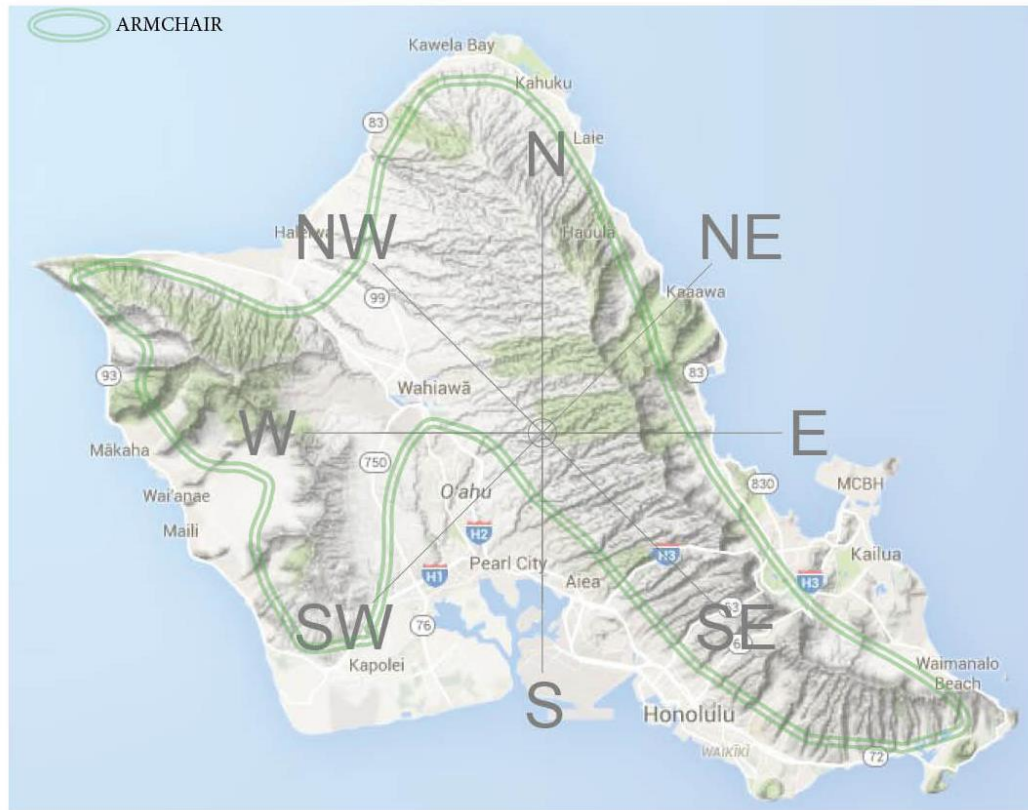 ARMCHAIR
Kawela Bay
Kahuku
83
Laie
N
Haleiwa
NW
Hauula
NE
Kaaawa
99
93
83
Wahiawā
W
E
Mākaha
750
O'ahu
830
MCBH
Wai'anae
Maili
H2
H3
Kailua
Pearl City
H1
Aiea
H3
63
SW
76
SE
Kapolei
Waimanalo
Beach
S
Honolulu
WAIKĪKĪ
72